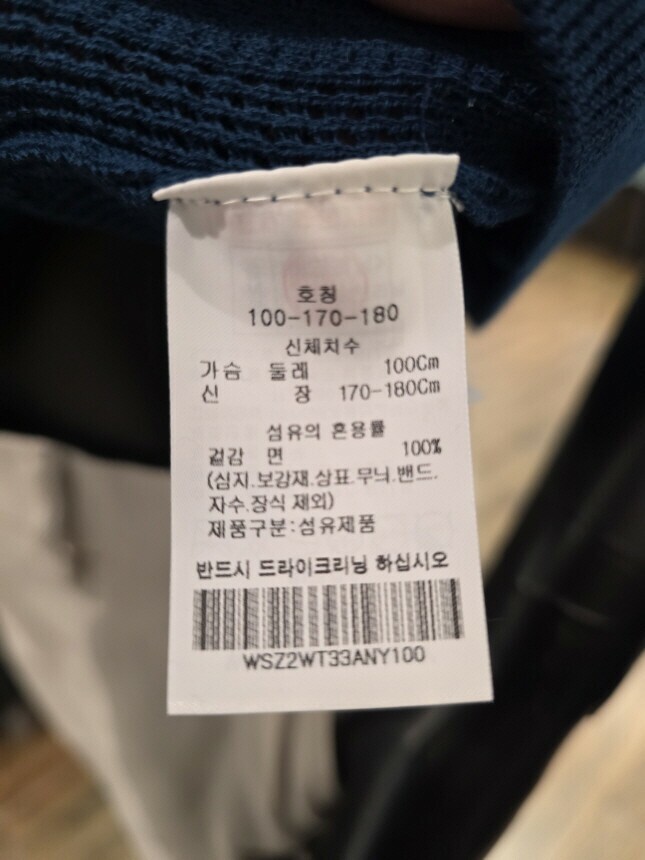 호칭
100-170-180
신체치수
가슴 둘레 100Cm
신 장 170-180Cm
섬유의 혼용률
겉감 면 100%
(심지.보강재.상표.무늬.밴드.
자수.장식 제외)
제품구분:섬유제품
반드시 드라이크리닝 하십시오
WSZ2WT33ANY100